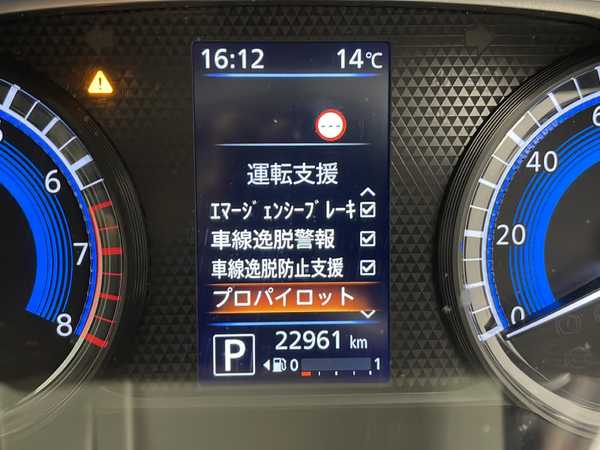 16:12 14℃
---
運転支援
ｴﾏｰｼﾞｪﾝｼｰﾌﾞﾚｰｷ
車線逸脱警報
車線逸脱防止支援
プロパイロット
P 22961 km
0 1
6
7
8
40
20
0